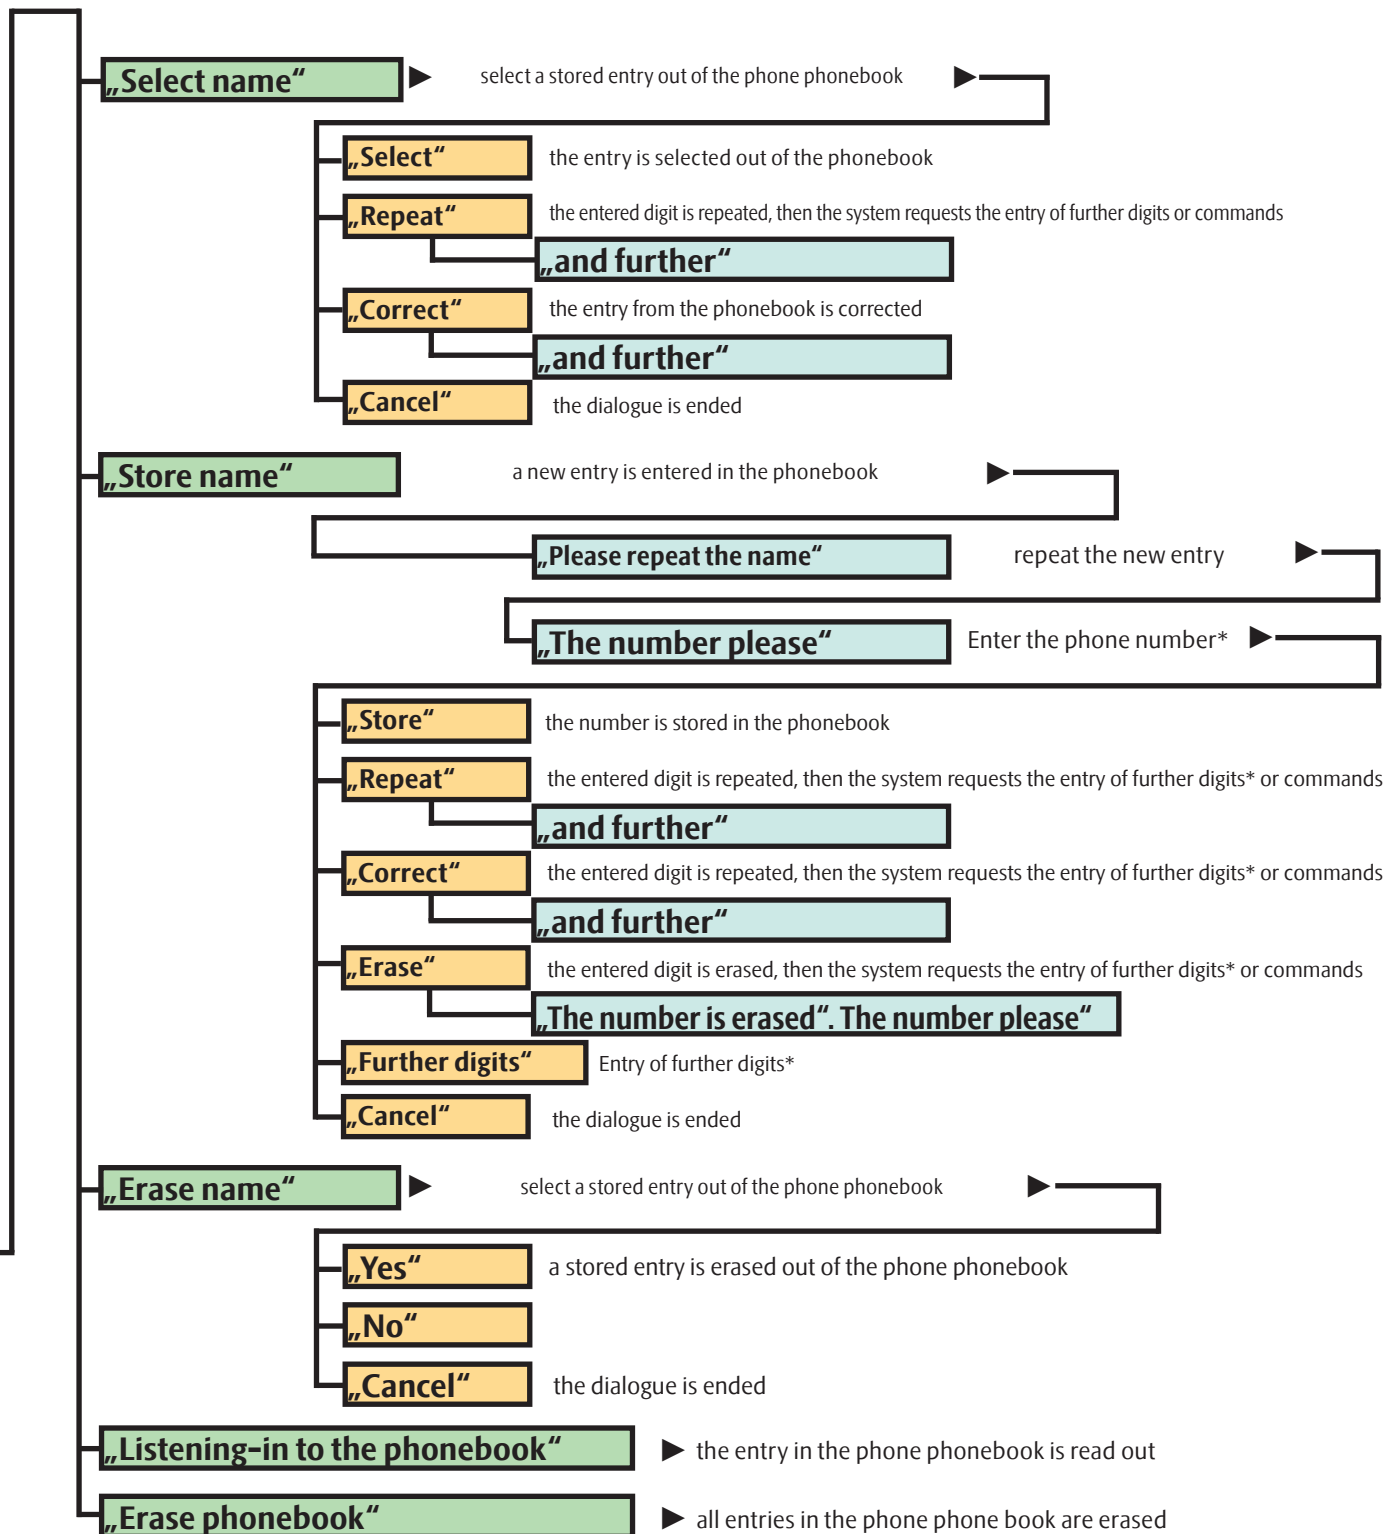 „Select name“ select a stored entry out of the phone phonebook
„Select“ the entry is selected out of the phonebook
„Repeat“ the entered digit is repeated, then the system requests the entry of further digits or commands
„and further“
„Correct“ the entry from the phonebook is corrected
„and further“
„Cancel“ the dialogue is ended
„Store name“ a new entry is entered in the phonebook
„Please repeat the name“ repeat the new entry
„The number please“ Enter the phone number*
„Store“ the number is stored in the phonebook
„Repeat“ the entered digit is repeated, then the system requests the entry of further digits* or commands
„and further“
„Correct“ the entered digit is repeated, then the system requests the entry of further digits* or commands
„and further“
„Erase“ the entered digit is erased, then the system requests the entry of further digits* or commands
„The number is erased“. The number please“
„Further digits“ Entry of further digits*
„Cancel“ the dialogue is ended
„Erase name“ select a stored entry out of the phone phonebook
„Yes“ a stored entry is erased out of the phone phonebook
„No“
„Cancel“ the dialogue is ended
„Listening-in to the phonebook“ the entry in the phone phonebook is read out
„Erase phonebook“ all entries in the phone phone book are erased